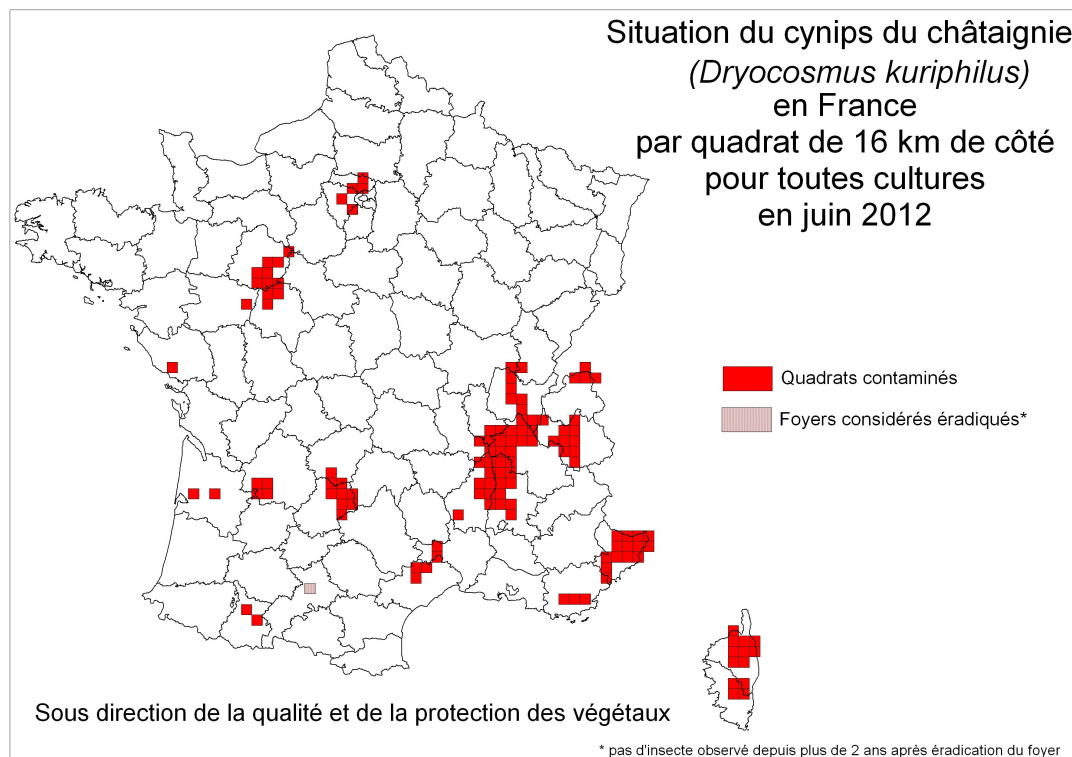 Situation du cynips du châtaignie
(Dryocosmus kuriphilus)
en France
par quadrat de 16 km de côté
pour toutes cultures
en juin 2012
Quadrats contaminés
Foyers considérés éradiqués*
Sous direction de la qualité et de la protection des végétaux
* pas d'insecte observé depuis plus de 2 ans après éradication du foyer